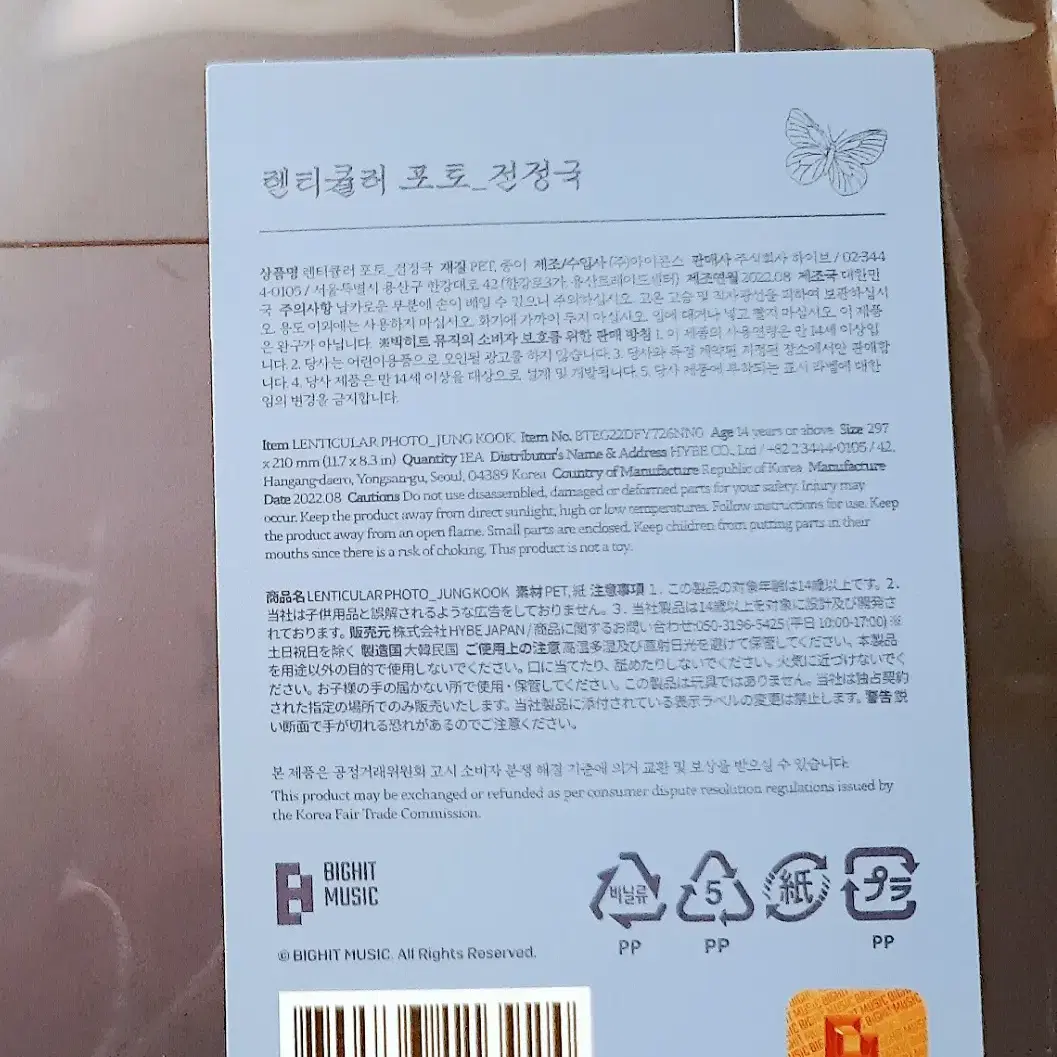 렌티큘러 포토_전정국
상품명 렌티큘러 포토_전정국 재질 PET, 종이 제조/수입사 (주)아이콘스 판매사 주식회사 하이브 / 02-344
4-0105 / 서울특별시 용산구 한강대로 42 (한강로3가, 용산트레이드센터) 제조연월 2022.08 제조국 대한민
국 주의사항 날카로운 부분에 손이 베일 수 있으니 주의하십시오. 고온 고습 및 직사광선을 피하여 보관하십시
오. 용도 이외에는 사용하지 마십시오. 화기에 가까이 두지 마십시오. 입에 대거나 넣고 빨지 마십시오. 이 제품
은 완구가 아닙니다. ※빅히트 뮤직의 소비자 보호를 위한 판매 방침 1. 이 제품의 사용연령은 만 14세 이상입
니다. 2. 당사는 어린이용품으로 오인될 광고를 하지 않습니다. 3. 당사와 독점 계약된 지정된 장소에서만 판매합
니다. 4. 당사 제품은 만 14세 이상을 대상으로 설계 및 개발됩니다. 5. 당사 제품에 부착되는 표시 라벨에 대한
임의 변경을 금지합니다.
Item LENTICULAR PHOTO_JUNG KOOK Item No. Age 14 years or above Size 297
x 210 mm (11.7 x 8.3 in) Quantity 1EA Distributor's Name & Address HYBE CO., Ltd / +82 2 3444-0105 / 42,
Hangang-daero, Yongsan-gu, Seoul, 04389 Korea Country of Manufacture Republic of Korea Manufacture
Date 2022.08 Cautions Do not use disassembled, damaged or deformed parts for your safety. Injury may
occur. Keep the product away from direct sunlight, high or low temperatures. Follow instructions for use. Keep
the product away from an open flame. Small parts are enclosed. Keep children from putting parts in their
mouths since there is a risk of choking. This product is not a toy.
商品名 LENTICULAR PHOTO_JUNG KOOK 素材 PET, 紙 注意事項 1. この製品の対象年齢は14歳以上です。2.
当社は子供用品と誤解されるような広告をしておりません。3. 当社製品は14歳以上を対象に設計及び開発さ
れております。販売元 株式会社 HYBE JAPAN / 商品に関するお問い合わせ:050-3196-5425 (平日 10:00-17:00) ※
土日祝日を除く 製造国 大韓民国 ご使用上の注意 高温多湿及び直射日光を避けて保管してください。本製品
を用途以外の目的で使用しないでください。口に当てたり、舐めたりしないでください。火気に近づけないでく
ださい。お子様の手の届かない所で使用・保管してください。この製品は玩具ではありません。当社は独占契約
された指定の場所でのみ販売いたします。当社製品に添付されている表示ラベルの変更は禁止します。警告 鋭
い断面で手が切れる恐れがあるのでご注意ください。
본 제품은 공정거래위원회 고시 소비자 분쟁 해결 기준에 의거 교환 및 보상을 받으실 수 있습니다.
This product may be exchanged or refunded as per consumer dispute resolution regulations issued by
the Korea Fair Trade Commission.
BIGHIT
MUSIC
비닐류 5 紙 プラ
PP PP PP
© BIGHIT MUSIC. All Rights Reserved.